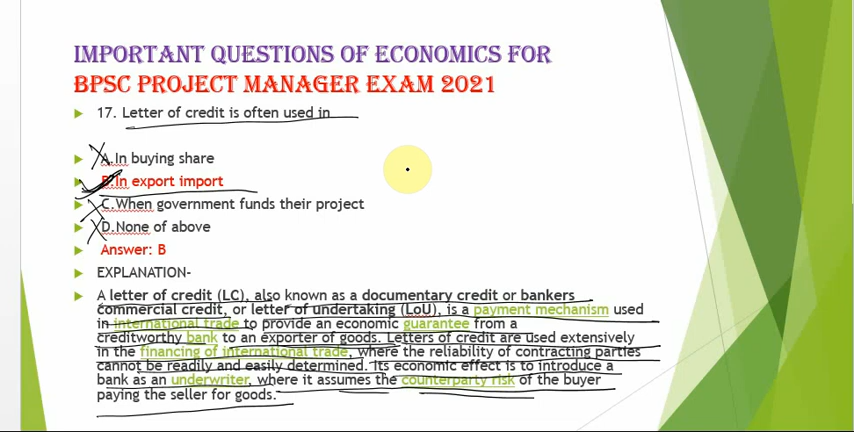 IMPORTANT QUESTIONS OF ECONOMICS FOR
BPSC PROJECT MANAGER EXAM 2021
17. Letter of credit is often used in
A.In buying share
B.In export import
C.When government funds their project
D.None of above
Answer: B
EXPLANATION-
A letter of credit (LC), also known as a documentary credit or bankers
commercial credit, or letter of undertaking (LoU), is a payment mechanism used
in international trade to provide an economic guarantee from a
creditworthy bank to an exporter of goods. Letters of credit are used extensively
in the financing of international trade, where the reliability of contracting parties
cannot be readily and easily determined. Its economic effect is to introduce a
bank as an underwriter, where it assumes the counterparty risk of the buyer
paying the seller for goods.